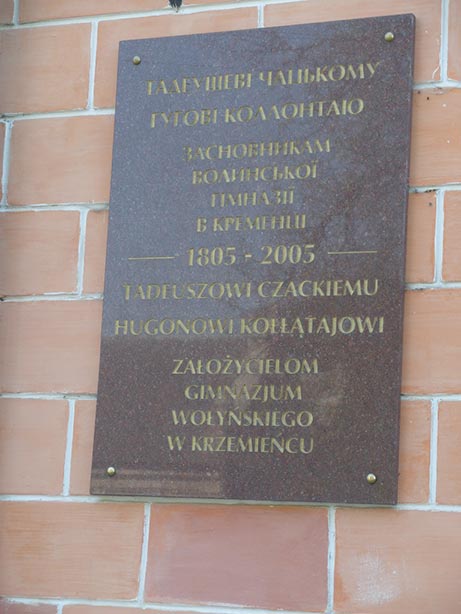 ТАДЕУШЕВІ ЧАЦЬКОМУ
ГУГОВІ КОЛЛОНТАЮ
ЗАСНОВНИКАМ
ВОЛИНСЬКОЇ
ГІМНАЗІЇ
В КРЕМЕНЦІ
1805 - 2005
TADEUSZOWI CZACKIEMU
HUGONOWI KOŁŁĄTAJOWI
ZAŁOŻYCIELOM
GIMNAZJUM
WOŁYŃSKIEGO
W KRZEMIEŃCU